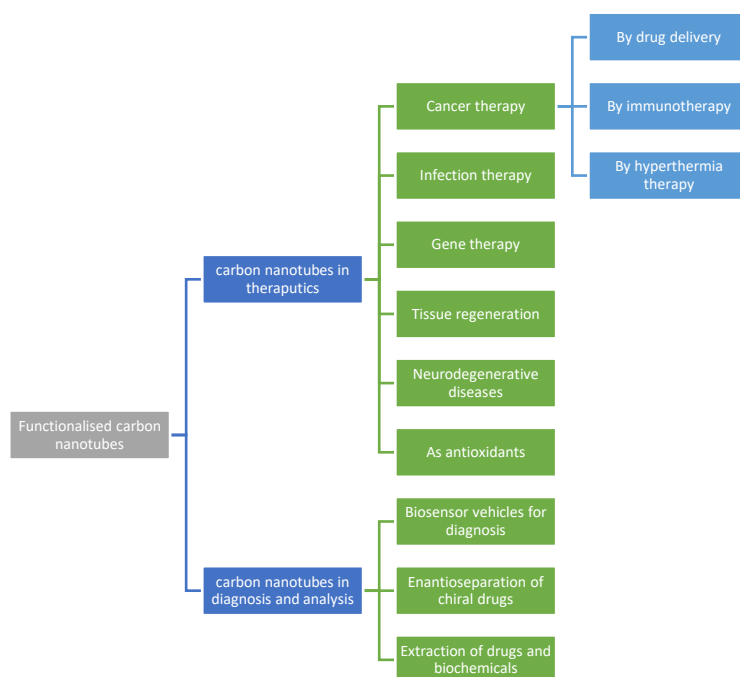 Functionalised carbon
nanotubes
carbon nanotubes in
theraputics
Cancer therapy
By drug delivery
By immunotherapy
By hyperthermia
therapy
Infection therapy
Gene therapy
Tissue regeneration
Neurodegenerative
diseases
As antioxidants
carbon nanotubes in
diagnosis and analysis
Biosensor vehicles for
diagnosis
Enantioseparation of
chiral drugs
Extraction of drugs and
biochemicals